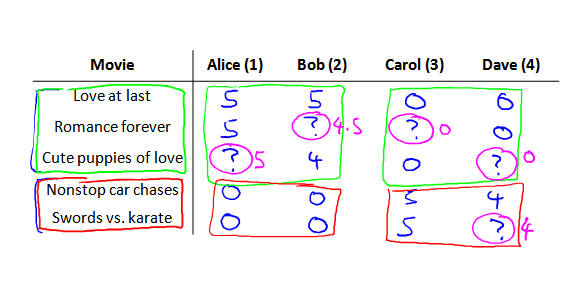 Movie Alice (1) Bob (2) Carol (3) Dave (4)
Love at last 5 5 0 0
Romance forever 5 ? 4.5 ? 0 0
Cute puppies of love ? 5 4 0 ? 0
Nonstop car chases 0 0 5 4
Swords vs. karate 0 0 5 ? 4